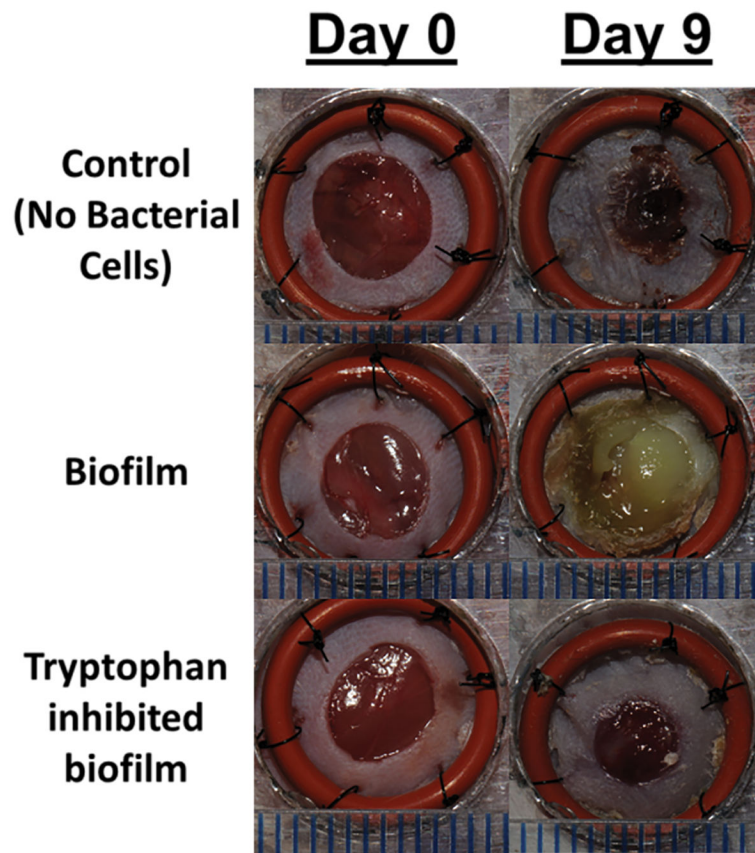 Day 0 Day 9
Control
(No Bacterial
Cells)
Biofilm
Tryptophan
inhibited
biofilm